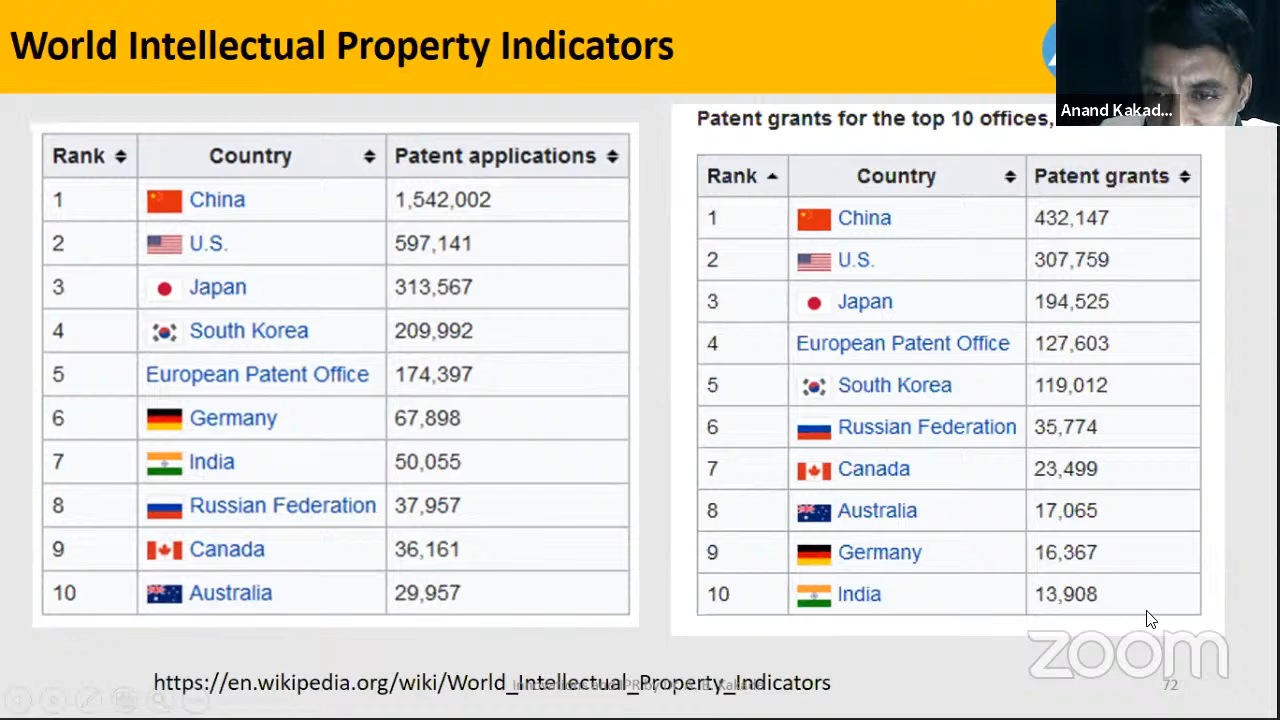 World Intellectual Property Indicators
Anand Kakad...
Rank Country Patent applications
1 China 1,542,002
2 U.S. 597,141
3 Japan 313,567
4 South Korea 209,992
5 European Patent Office 174,397
6 Germany 67,898
7 India 50,055
8 Russian Federation 37,957
9 Canada 36,161
10 Australia 29,957
Patent grants for the top 10 offices,
Rank Country Patent grants
1 China 432,147
2 U.S. 307,759
3 Japan 194,525
4 European Patent Office 127,603
5 South Korea 119,012
6 Russian Federation 35,774
7 Canada 23,499
8 Australia 17,065
9 Germany 16,367
10 India 13,908
zoom
https://en.wikipedia.org/wiki/World_Intellectual_Property_Indicators
72